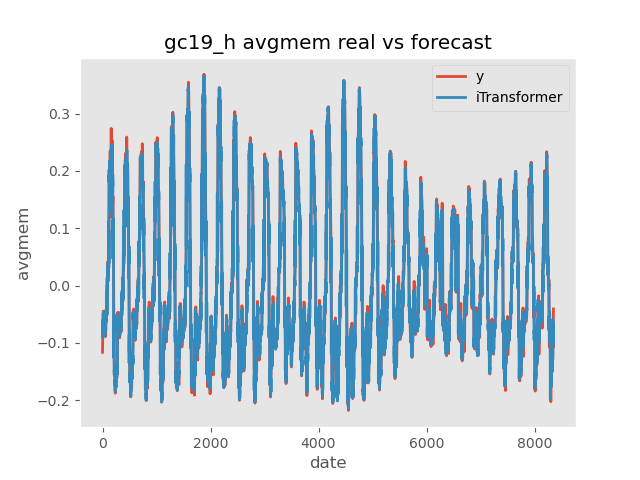 gc19_h avgmem real vs forecast
y
iTransformer
avgmem
0.3
0.2
0.1
0.0
−0.1
−0.2
0
2000
4000
6000
8000
date